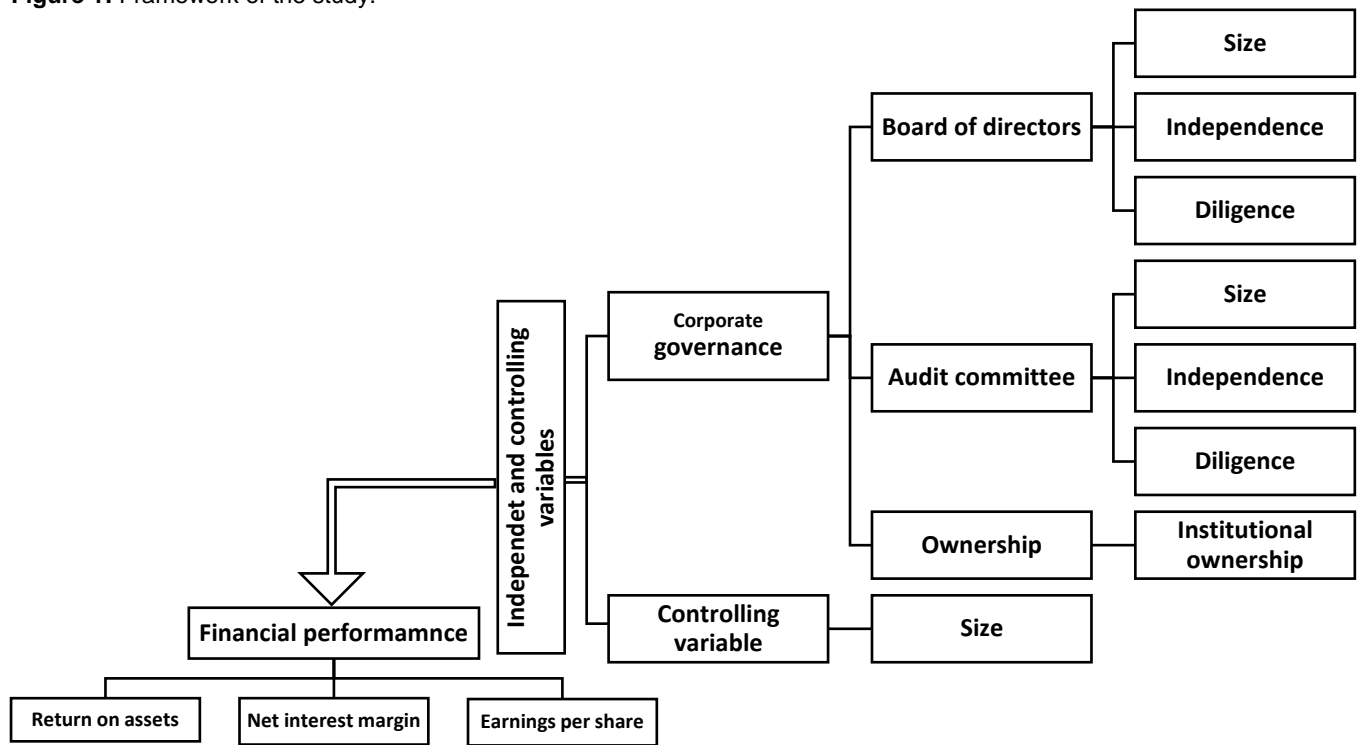 Figure 1. Framework of the study.
Size
Board of directors
Independence
Diligence
Independet and controlling
variables
Corporate
governance
Size
Audit committee
Independence
Diligence
Ownership
Institutional
ownership
Controlling
variable
Size
Financial performamnce
Return on assets
Net interest margin
Earnings per share